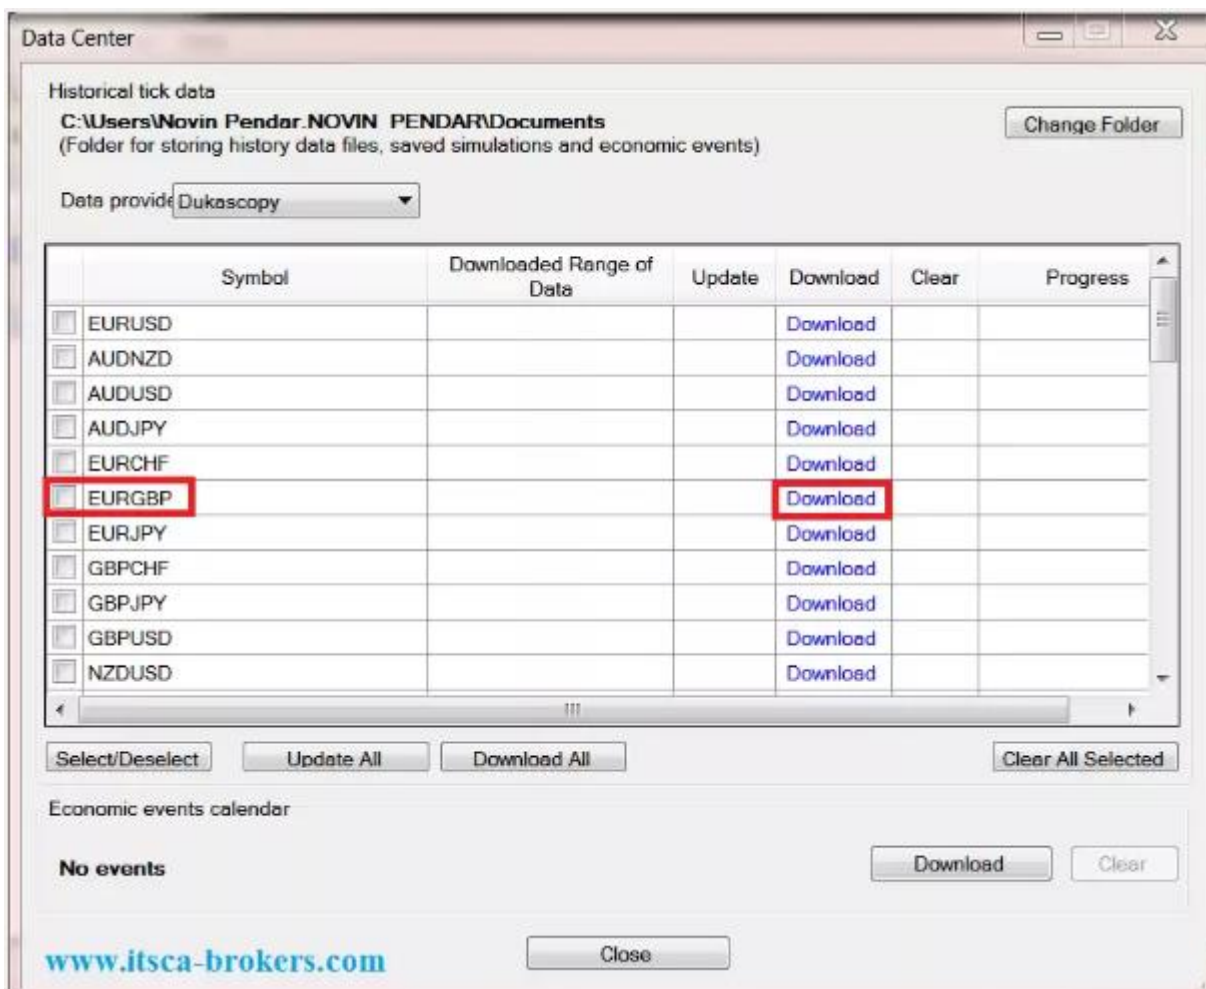 Data Center
Historical tick data
C:\Users\Novin Pendar.NOVIN PENDAR\Documents
Change Folder
(Folder for storing history data files, saved simulations and economic events)
Data provide Dukascopy
Symbol Downloaded Range of Data Update Download Clear Progress
EURUSD Download
AUDNZD Download
AUDUSD Download
AUDJPY Download
EURCHF Download
EURGBP Download
EURJPY Download
GBPCHF Download
GBPJPY Download
GBPUSD Download
NZDUSD Download
Select/Deselect Update All Download All Clear All Selected
Economic events calendar
No events Download Clear
www.itsca-brokers.com
Close